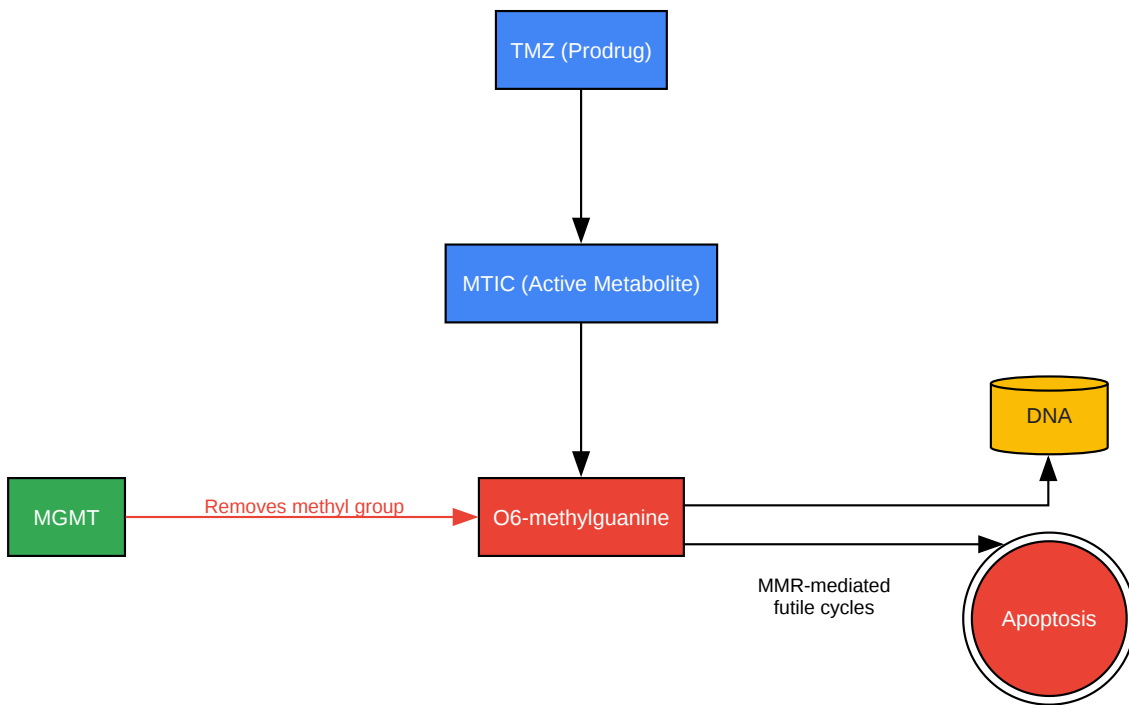 TMZ (Prodrug)
MTIC (Active Metabolite)
DNA
Removes methyl group
MGMT
O6-methylguanine
MMR-mediated
futile cycles
Apoptosis